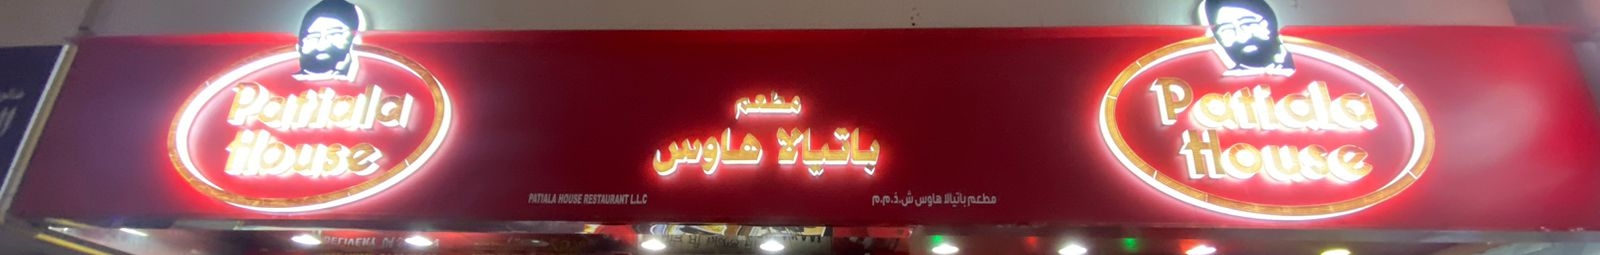 Patiala
House
مطعم
باتيالا هاوس
PATIALA HOUSE RESTAURANT L.L.C
مطعم باتيالا هاوس ش.ذ.م.م
Patiala
House